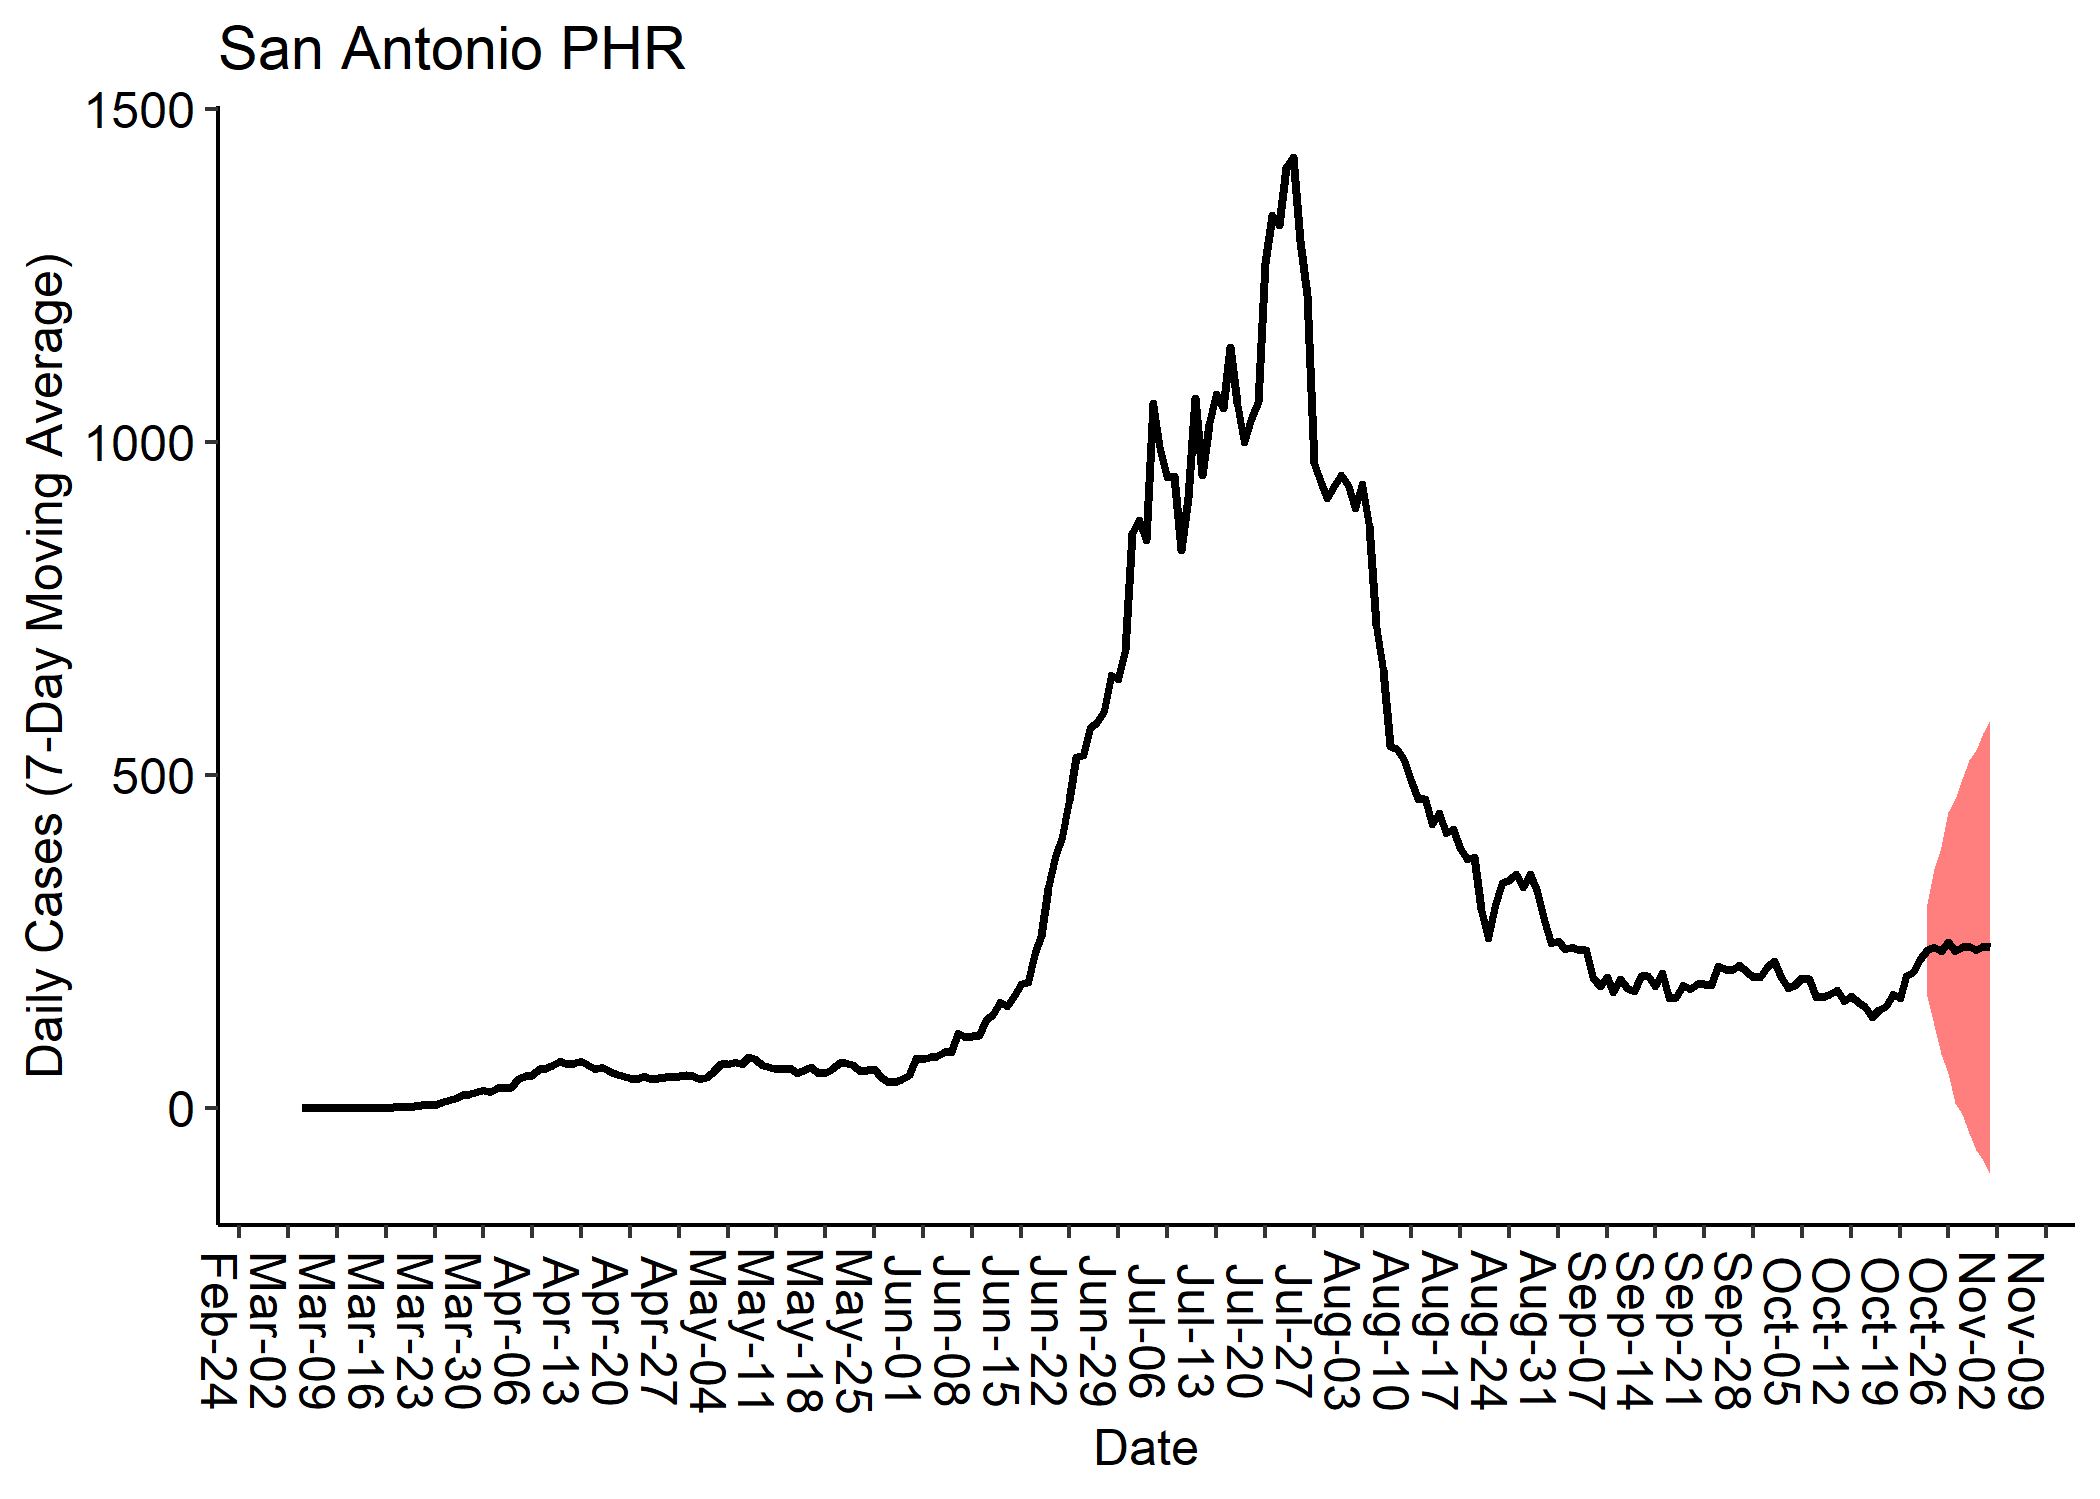 San Antonio PHR
Daily Cases (7-Day Moving Average)
1500
1000
500
0
Feb-24
Mar-02
Mar-09
Mar-16
Mar-23
Mar-30
Apr-06
Apr-13
Apr-20
Apr-27
May-04
May-11
May-18
May-25
Jun-01
Jun-08
Jun-15
Jun-22
Jun-29
Jul-06
Jul-13
Jul-20
Jul-27
Aug-03
Aug-10
Aug-17
Aug-24
Aug-31
Sep-07
Sep-14
Sep-21
Sep-28
Oct-05
Oct-12
Oct-19
Oct-26
Nov-02
Nov-09
Date